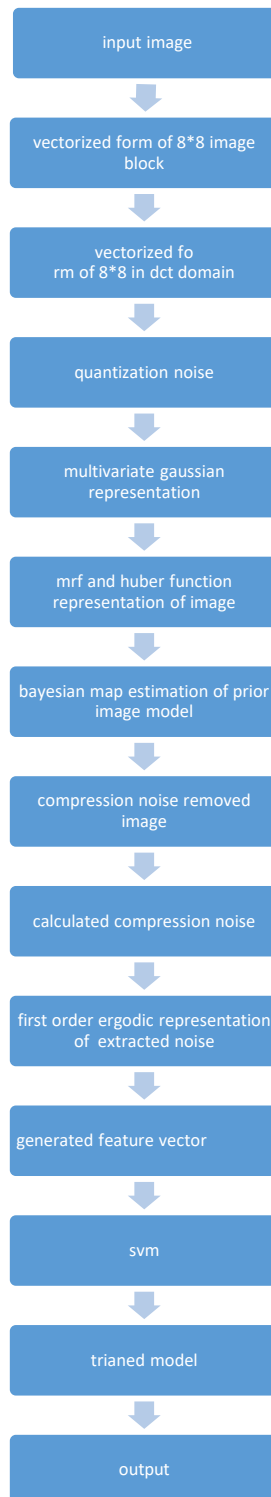 input image
vectorized form of 8*8 image
block
vectorized fo
rm of 8*8 in dct domain
quantization noise
multivariate gaussian
representation
mrf and huber function
representation of image
bayesian map estimation of prior
image model
compression noise removed
image
calculated compression noise
first order ergodic representation
of extracted noise
generated feature vector
svm
trianed model
output